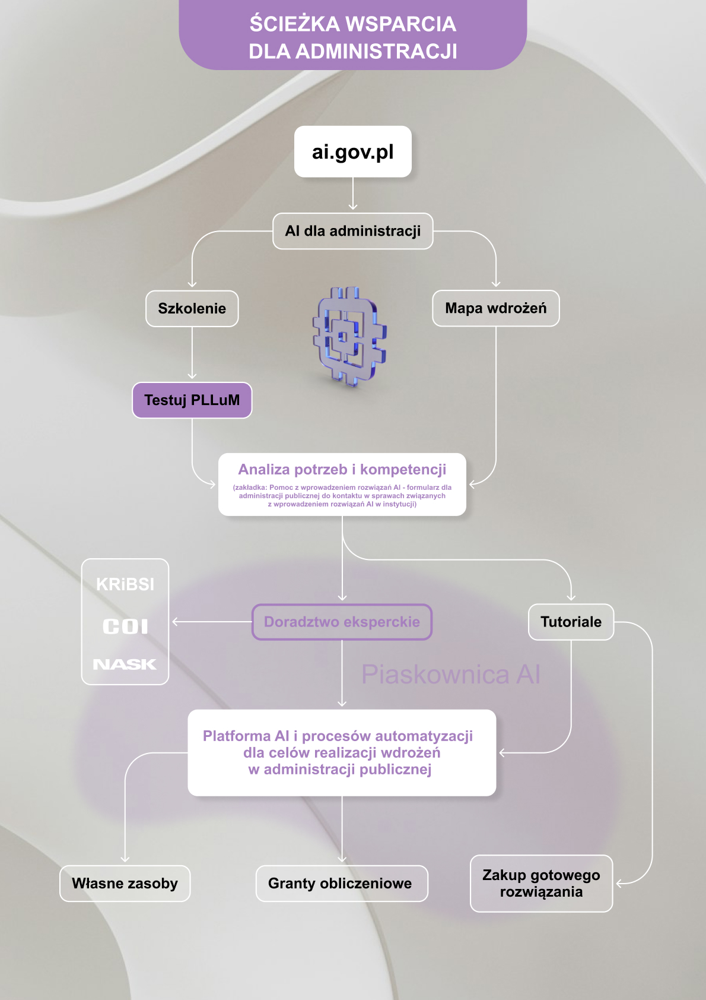 ŚCIEŻKA WSPARCIA
DLA ADMINISTRACJI
ai.gov.pl
AI dla administracji
Szkolenie
Mapa wdrożeń
Testuj PLLuM
Analiza potrzeb i kompetencji
(zakładka: Pomoc z wprowadzeniem rozwiązań AI - formularz dla
administracji publicznej do kontaktu w sprawach związanych
z wprowadzeniem rozwiązań AI w instytucji)
KRiBSI
COI
NASK
Doradztwo eksperckie
Tutoriale
Piaskownica AI
Platforma AI i procesów automatyzacji
dla celów realizacji wdrożeń
w administracji publicznej
Własne zasoby
Granty obliczeniowe
Zakup gotowego
rozwiązania